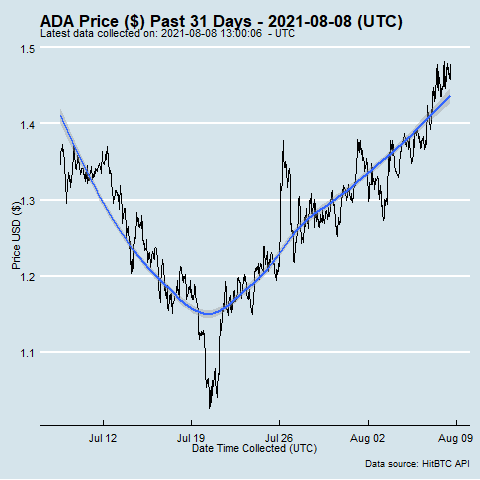 ADA Price ($) Past 31 Days - 2021-08-08 (UTC)
Latest data collected on: 2021-08-08 13:00:06 - UTC
1.5
1.4
1.3
1.2
1.1
Price USD ($)
Jul 12 Jul 19 Jul 26 Aug 02 Aug 09
Date Time Collected (UTC)
Data source: HitBTC API